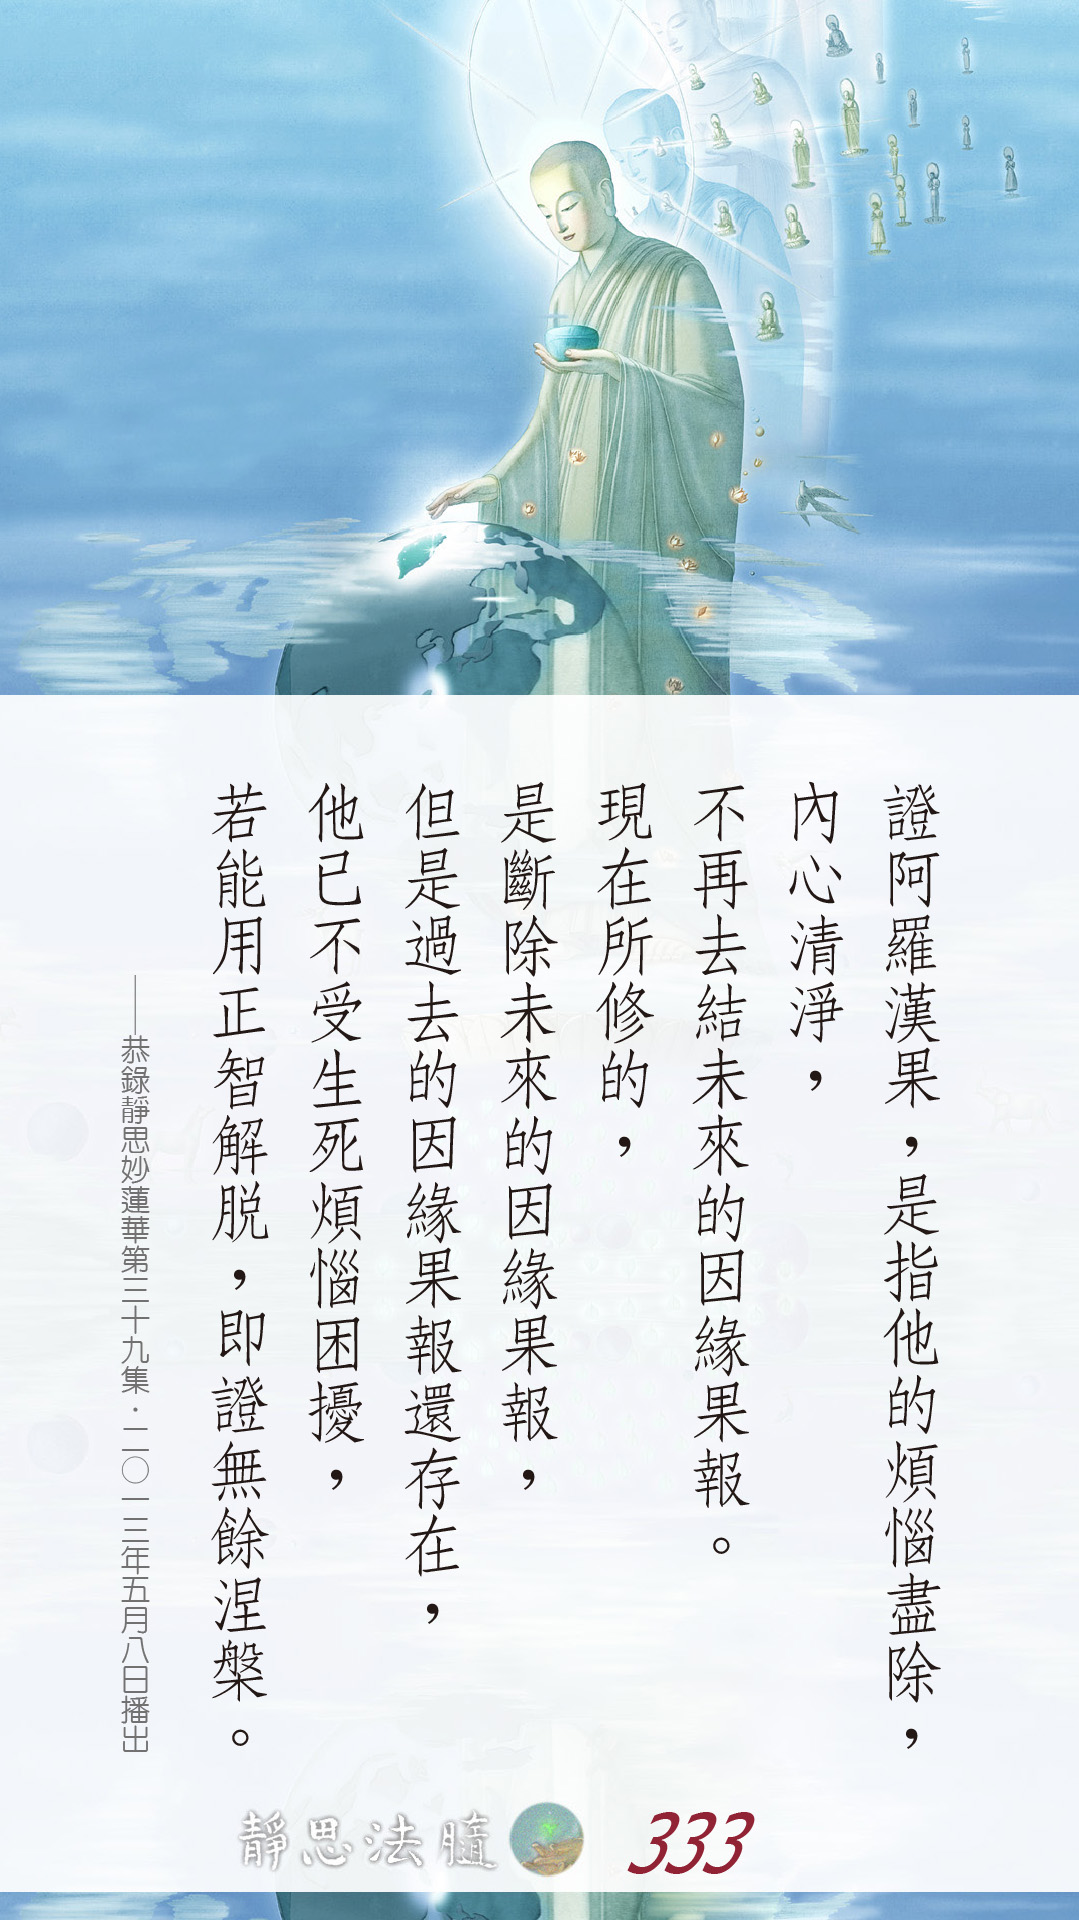 證阿羅漢果，是指他的煩惱盡除，
內心清淨，
不再去結未來的因緣果報。
現在所修的，
是斷除未來的因緣果報，
但是過去的因緣果報還存在，
他已不受生死煩惱困擾，
若能用正智解脫，即證無餘涅槃。
──恭錄靜思妙蓮華第三十九集．二〇一三年五月八日播出
靜思法髓
333